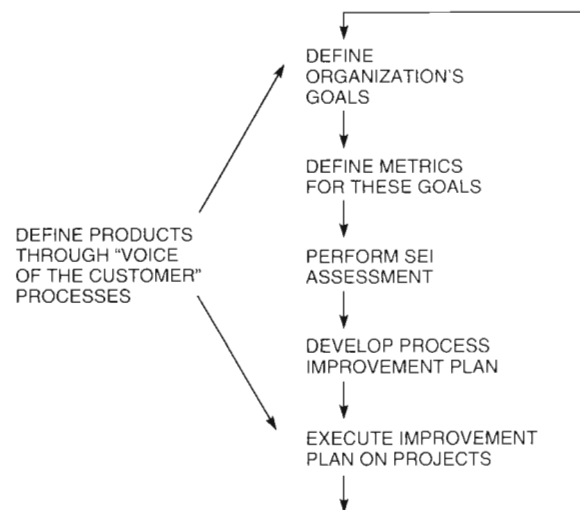 DEFINE
ORGANIZATION'S
GOALS
DEFINE METRICS
FOR THESE GOALS
DEFINE PRODUCTS
THROUGH “VOICE
OF THE CUSTOMER”
PROCESSES
PERFORM SEI
ASSESSMENT
DEVELOP PROCESS
IMPROVEMENT PLAN
EXECUTE IMPROVEMENT
PLAN ON PROJECTS